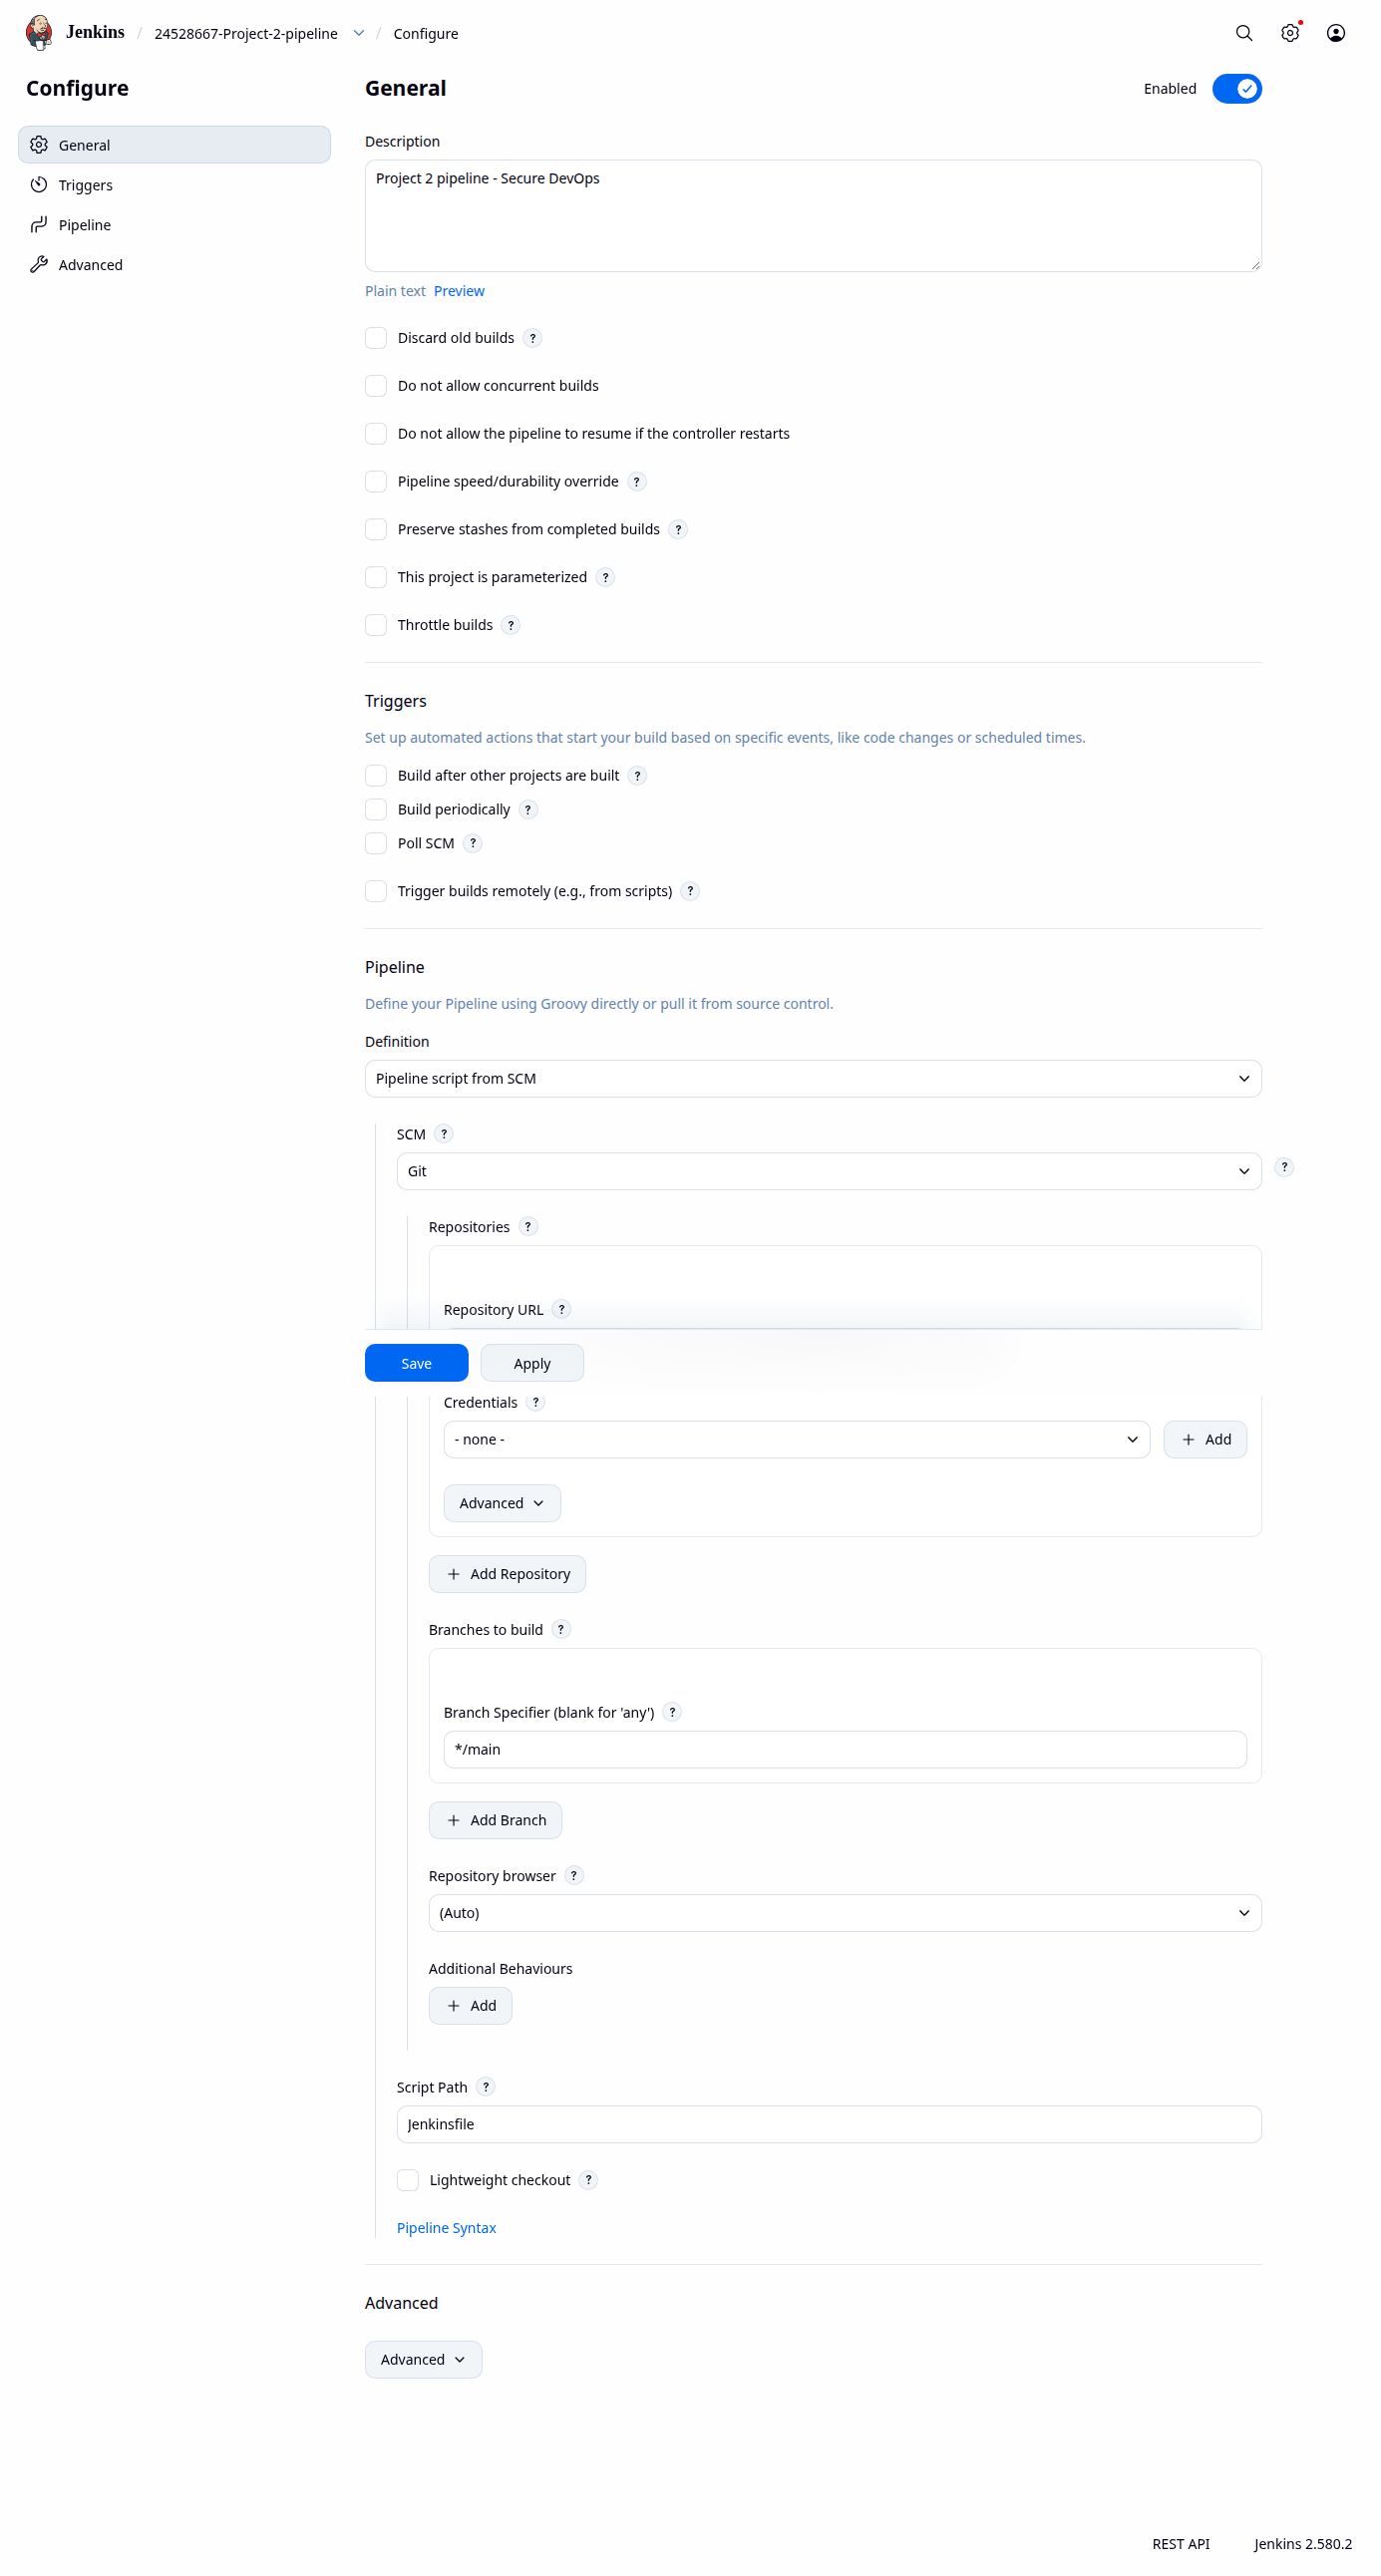 Jenkins / 24528667-Project-2-pipeline / Configure
Configure
General
Triggers
Pipeline
Advanced
General
Enabled
Description
Project 2 pipeline - Secure DevOps
Plain text Preview
Discard old builds ?
Do not allow concurrent builds
Do not allow the pipeline to resume if the controller restarts
Pipeline speed/durability override ?
Preserve stashes from completed builds ?
This project is parameterized ?
Throttle builds ?
Triggers
Set up automated actions that start your build based on specific events, like code changes or scheduled times.
Build after other projects are built ?
Build periodically ?
Poll SCM ?
Trigger builds remotely (e.g., from scripts) ?
Pipeline
Define your Pipeline using Groovy directly or pull it from source control.
Definition
Pipeline script from SCM
SCM ?
Git ?
Repositories ?
Repository URL ?
Save Apply
Credentials ?
- none - Add
Advanced
Add Repository
Branches to build ?
Branch Specifier (blank for 'any') ?
*/main
Add Branch
Repository browser ?
(Auto)
Additional Behaviours
Add
Script Path ?
Jenkinsfile
Lightweight checkout ?
Pipeline Syntax
Advanced
Advanced
REST API Jenkins 2.580.2